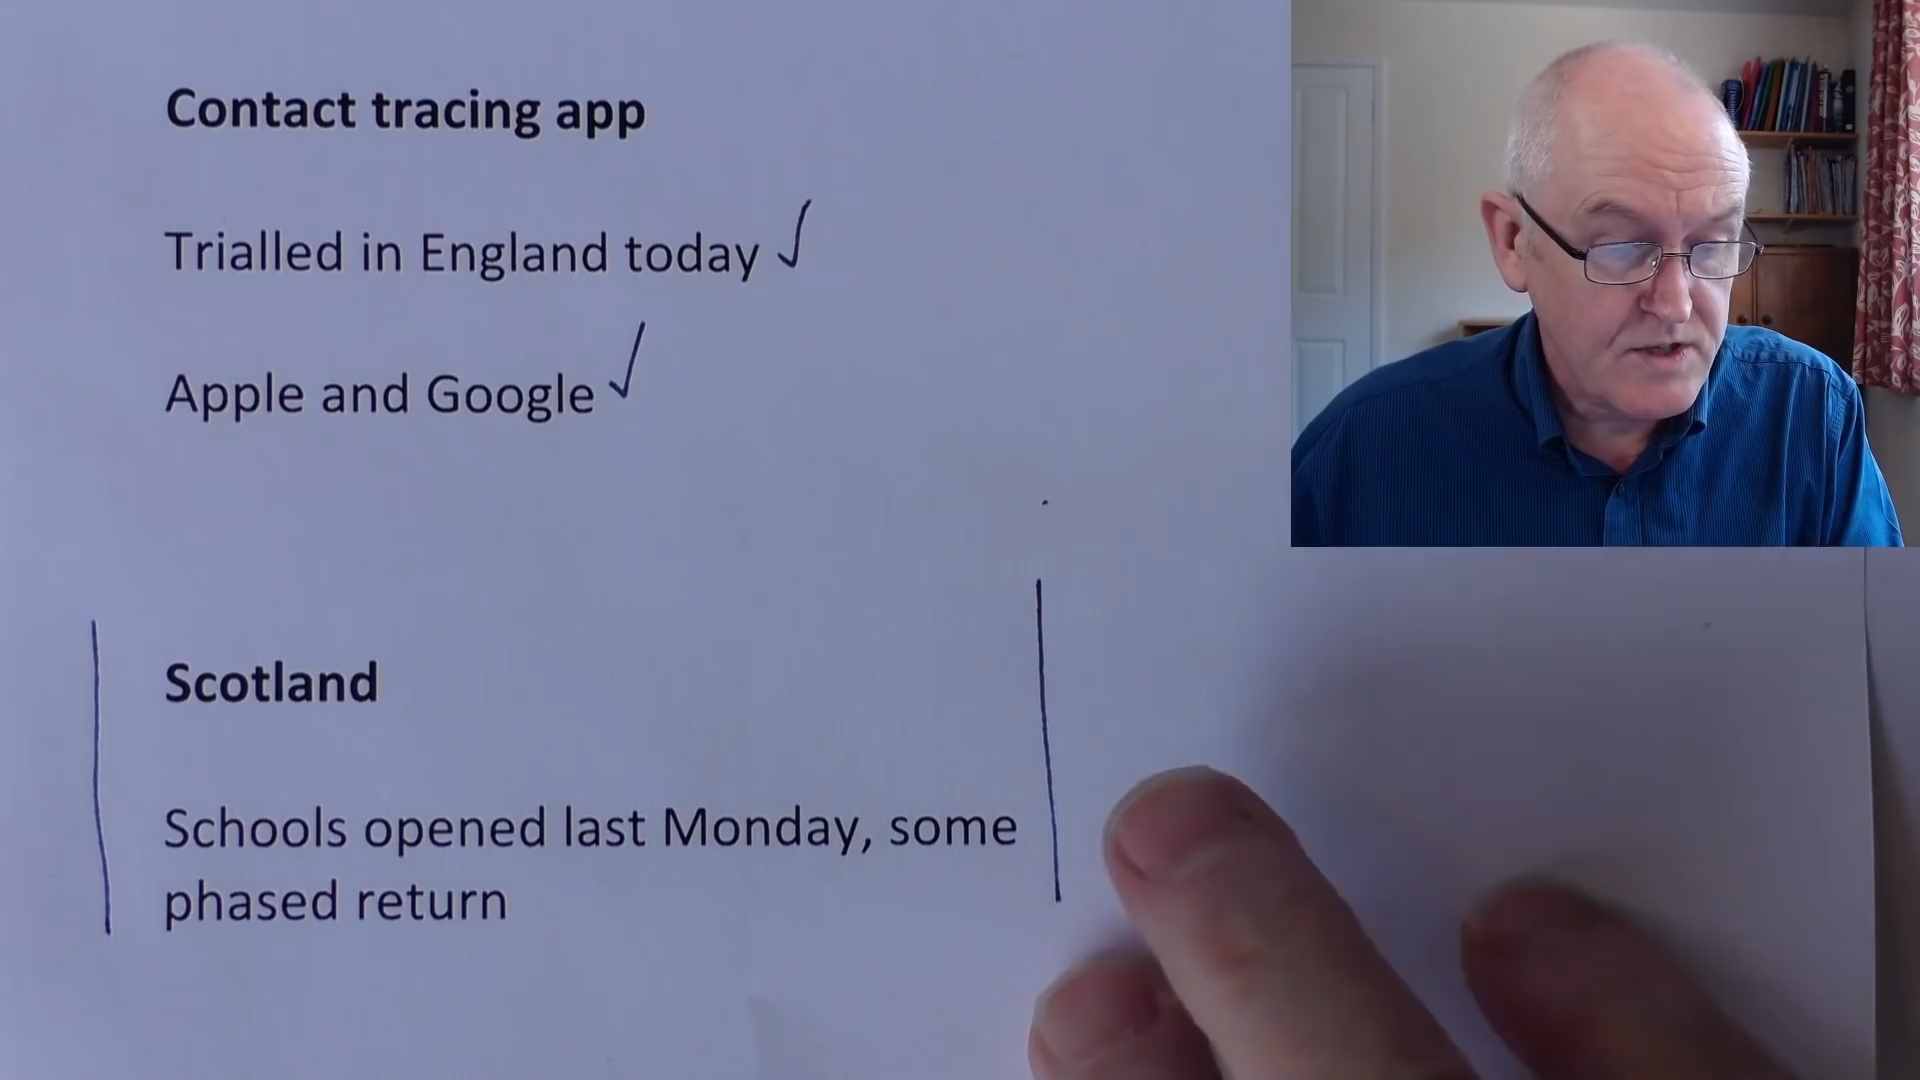 Contact tracing app
Trialled in England today
Apple and Google
Scotland
Schools opened last Monday, some
phased return